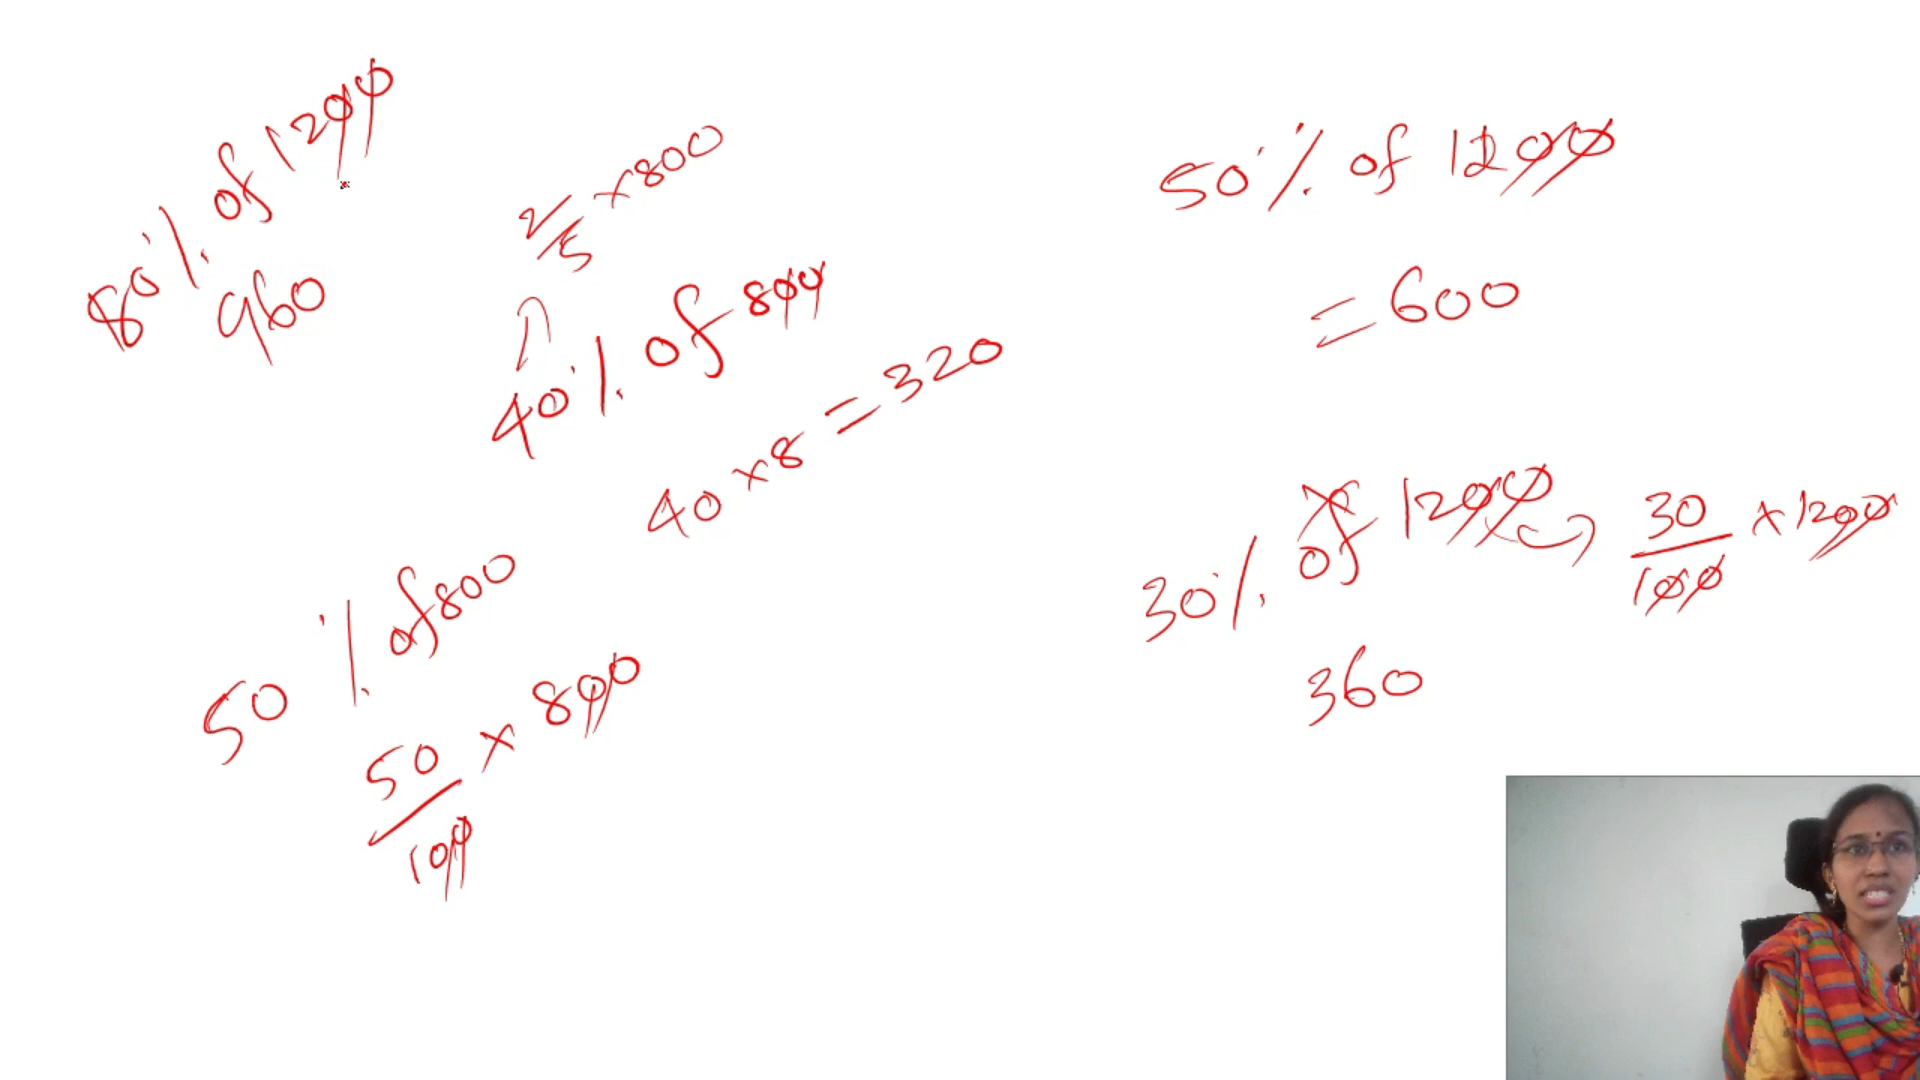 80% of 1200
960
2/5 × 800
40% of 800
40 × 8 = 320
50 % of 800
50/100 × 800
50% of 1200
= 600
30% of 1200
30/100 × 1200
360